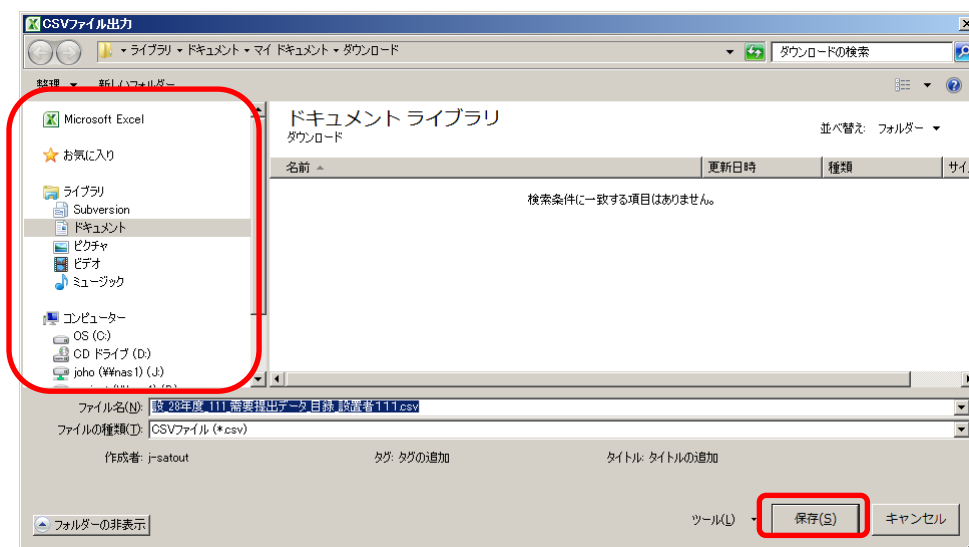 CSVファイル出力
ライブラリ ▾ ドキュメント ▾ マイ ドキュメント ▾ ダウンロード
ダウンロードの検索
整理 新しいフォルダー
Microsoft Excel
お気に入り
ライブラリ
Subversion
ドキュメント
ピクチャ
ビデオ
ミュージック
コンピューター
OS (C:)
CD ドライブ (D:)
joho (¥¥nas1) (J:)
ドキュメント ライブラリ
ダウンロード
並べ替え: フォルダー ▼
名前 更新日時 種類 サイ
検索条件に一致する項目はありません。
ファイル名(N): 設_28年度_111_需要提出データ目録_設置者111.csv
ファイルの種類(T): CSVファイル (*.csv)
作成者: j-satout タグ: タグの追加 タイトル: タイトルの追加
フォルダーの非表示
ツール(L) 保存(S) キャンセル